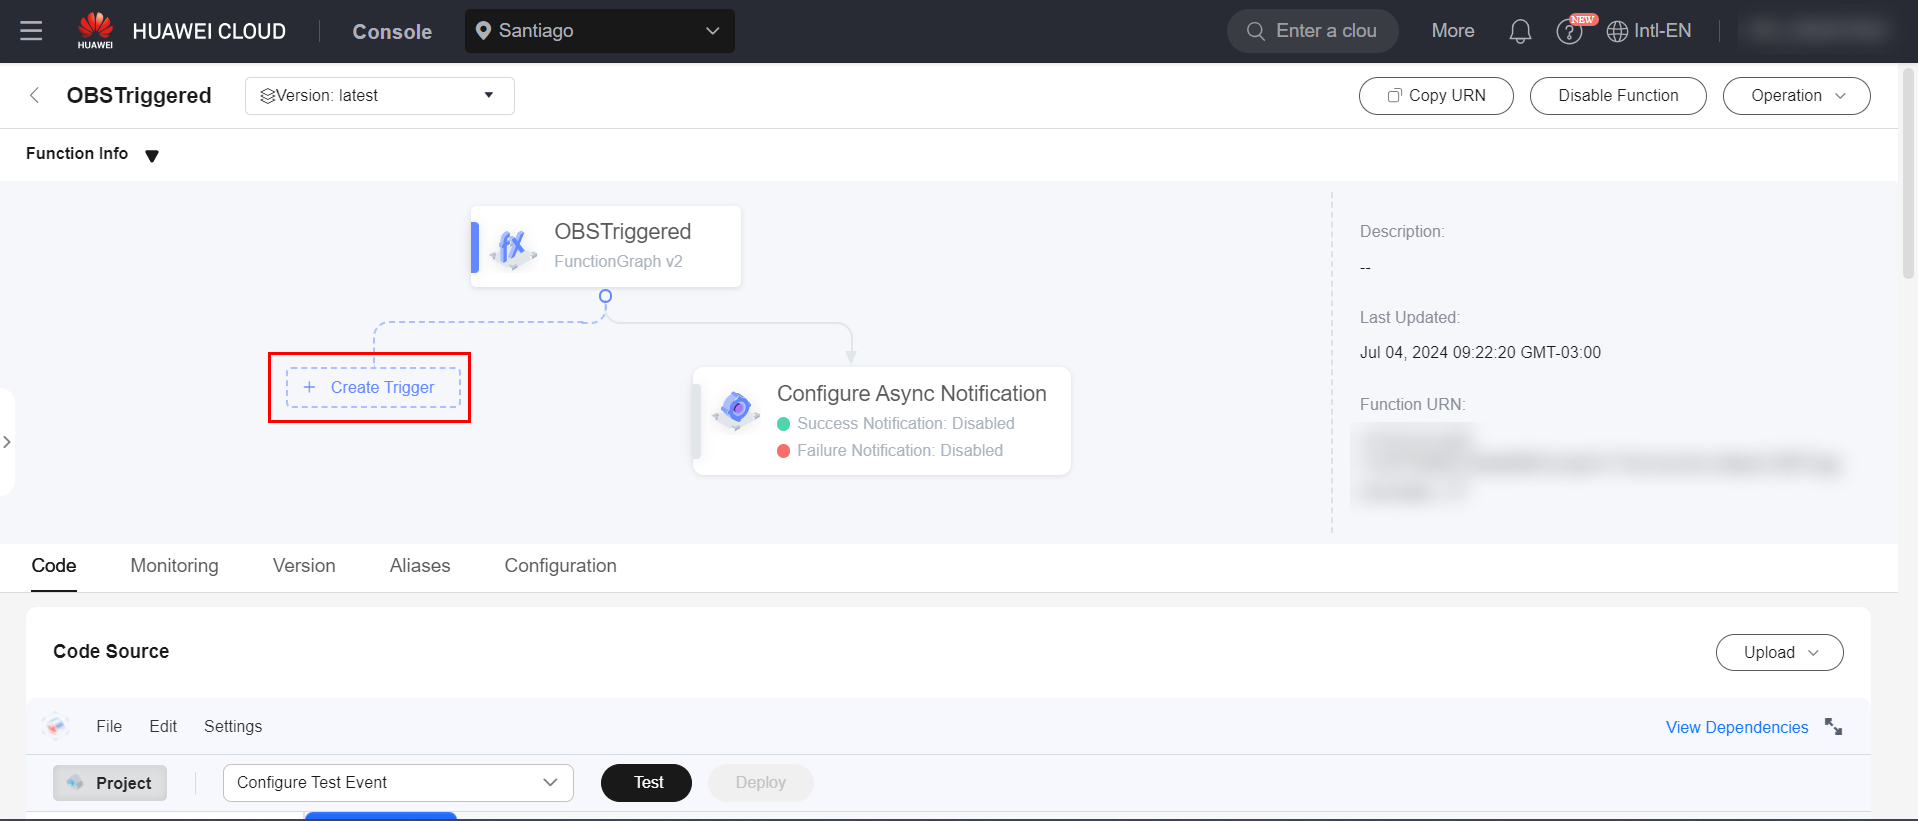 HUAWEI
HUAWEI CLOUD
Console
Santiago
Enter a clou
More
NEW
Intl-EN
OBSTriggered
Version: latest
Copy URN
Disable Function
Operation
Function Info
OBSTriggered
FunctionGraph v2
Create Trigger
Configure Async Notification
Success Notification: Disabled
Failure Notification: Disabled
Description:
--
Last Updated:
Jul 04, 2024 09:22:20 GMT-03:00
Function URN:
Code
Monitoring
Version
Aliases
Configuration
Code Source
Upload
File
Edit
Settings
View Dependencies
Project
Configure Test Event
Test
Deploy